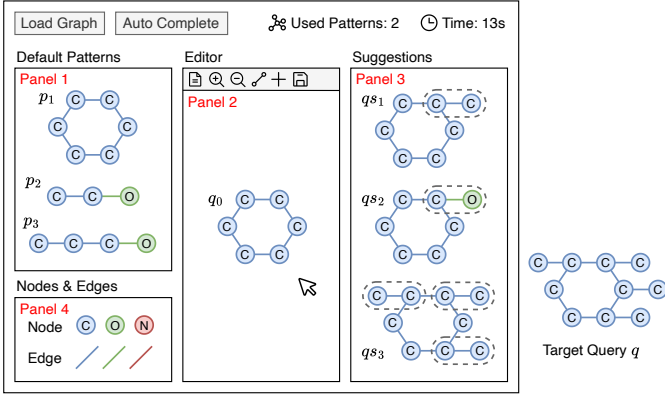 Load Graph
Auto Complete
Used Patterns: 2
Time: 13s
Default Patterns
Editor
Suggestions
Panel 1
p1
C C
C C
C C
p2
C C O
p3
C C C O
Panel 2
q0
C C
C C
C C
Panel 3
qs1
C C C
C C
C C
qs2
C C O
C C
C C
C C C C
C C
qs3
C C C
Nodes & Edges
Panel 4
Node
C O N
Edge
C C C C
C C C
C C C
Target Query q